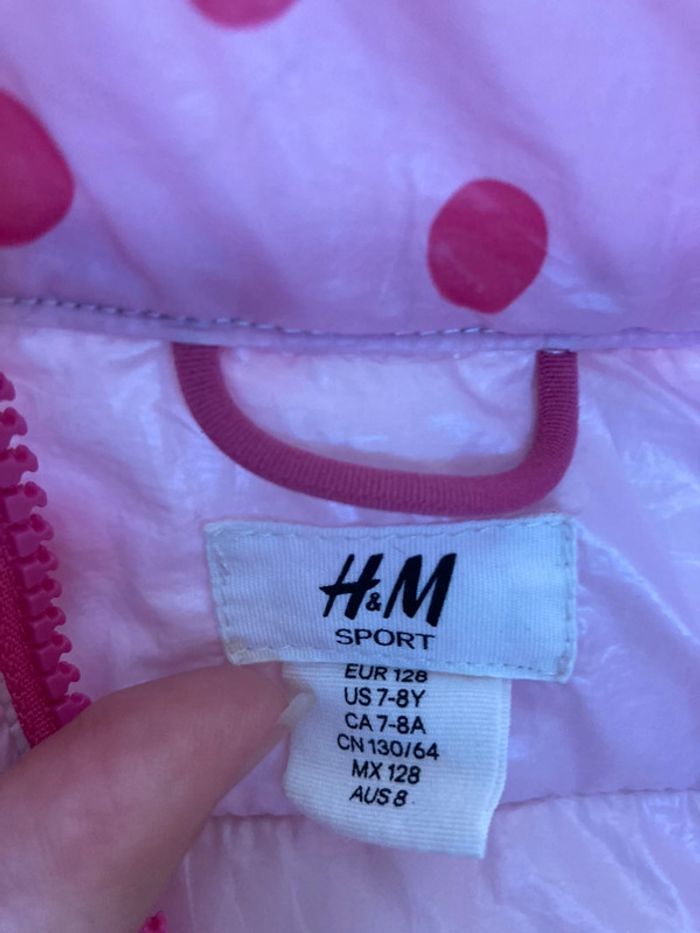 H&M
SPORT
EUR 128
US 7-8Y
CA 7-8A
CN 130/64
MX 128
AUS 8